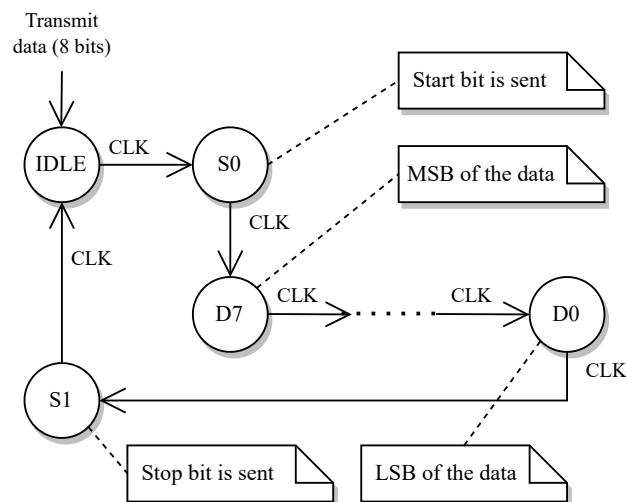 Transmit
data (8 bits)
Start bit is sent
IDLE
CLK
S0
MSB of the data
CLK
CLK
D7
CLK
CLK
D0
CLK
S1
Stop bit is sent
LSB of the data